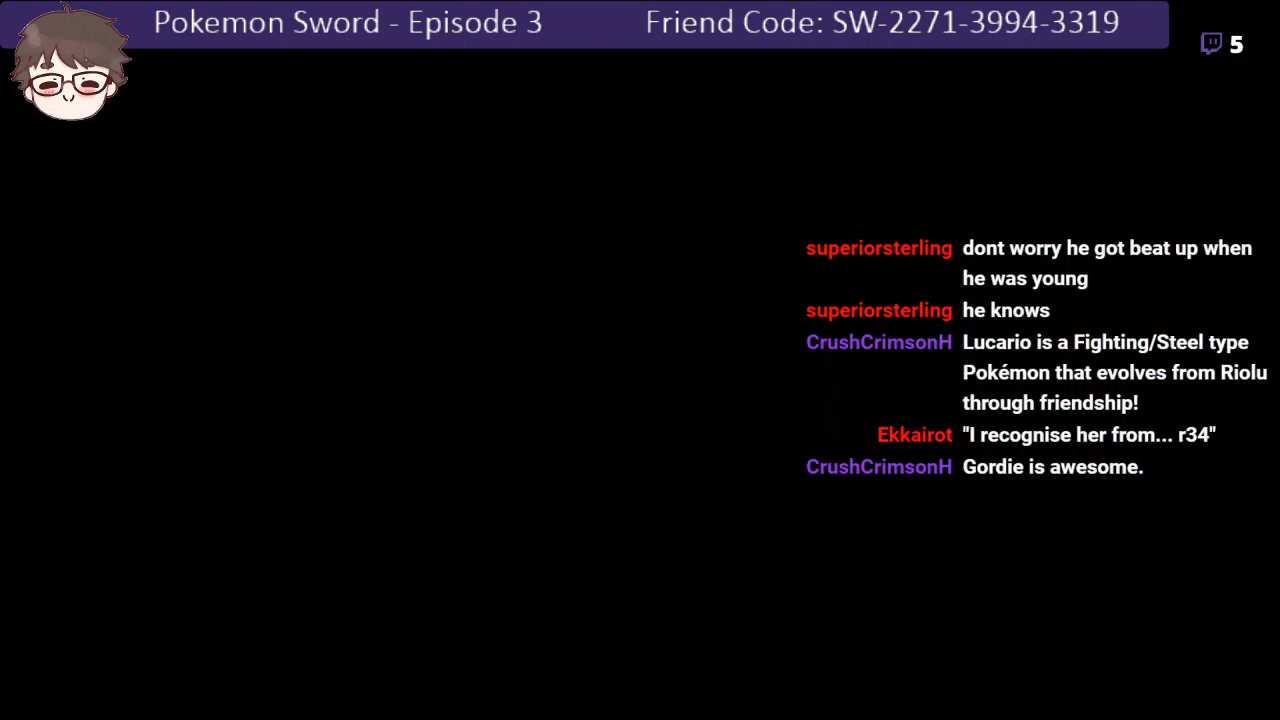 Pokemon Sword - Episode 3 Friend Code: SW-2271-3994-3319
5
superiorsterling dont worry he got beat up when
he was young
superiorsterling he knows
CrushCrimsonH Lucario is a Fighting/Steel type
Pokémon that evolves from Riolu
through friendship!
Ekkairot "I recognise her from... r34"
CrushCrimsonH Gordie is awesome.